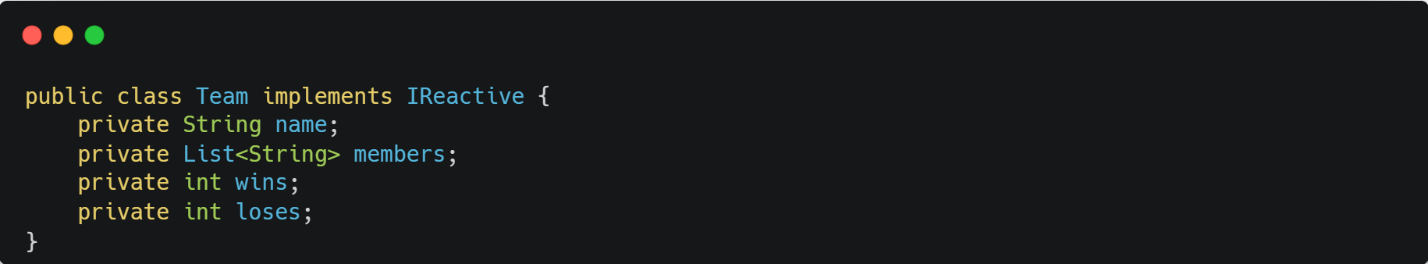 public class Team implements IReactive {
    private String name;
    private List<String> members;
    private int wins;
    private int loses;
}